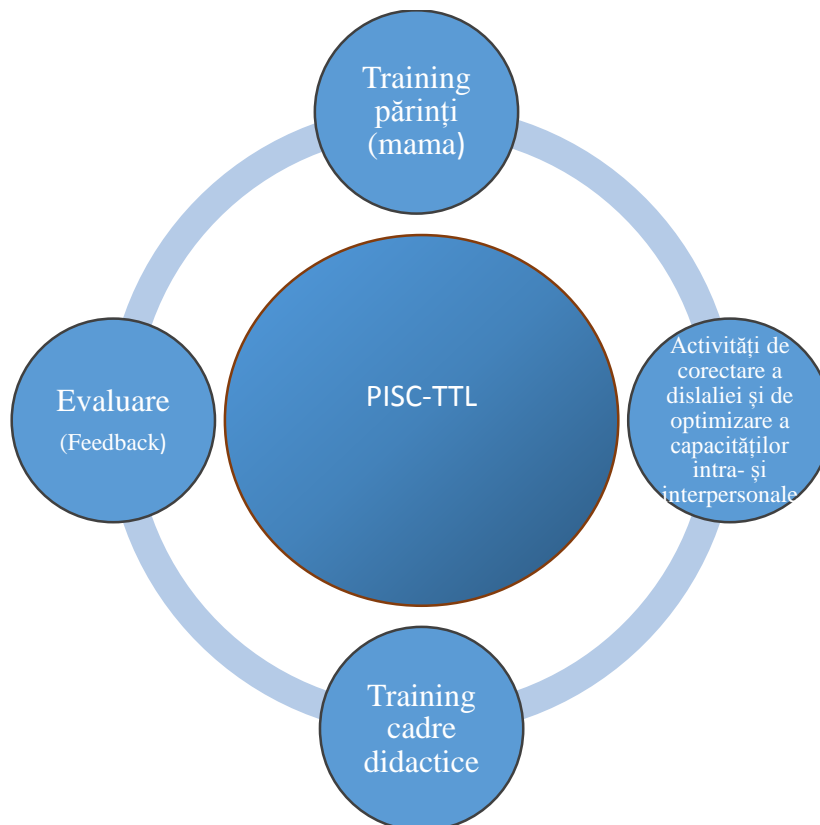 Training
părinți
(mama)
PISC-TTL
Activități de
corectare a
dislaliei și de
optimizare a
capacităților
intra- și
interpersonale
Evaluare
(Feedback)
Training
cadre
didactice